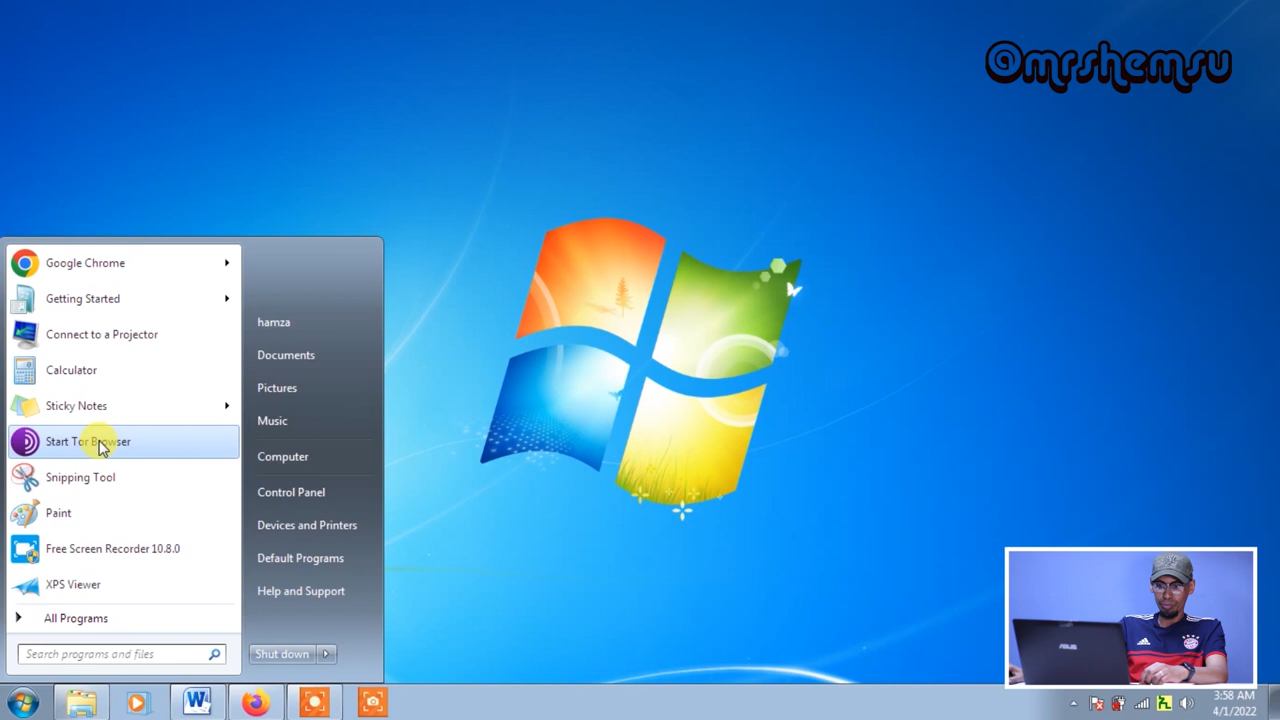 @mrshemsu
Google Chrome
Getting Started
Connect to a Projector
Calculator
Sticky Notes
Start Tor Browser
Snipping Tool
Paint
Free Screen Recorder 10.8.0
XPS Viewer
All Programs
Search programs and files
hamza
Documents
Pictures
Music
Computer
Control Panel
Devices and Printers
Default Programs
Help and Support
Shut down
ASUS
3:58 AM
4/1/2022